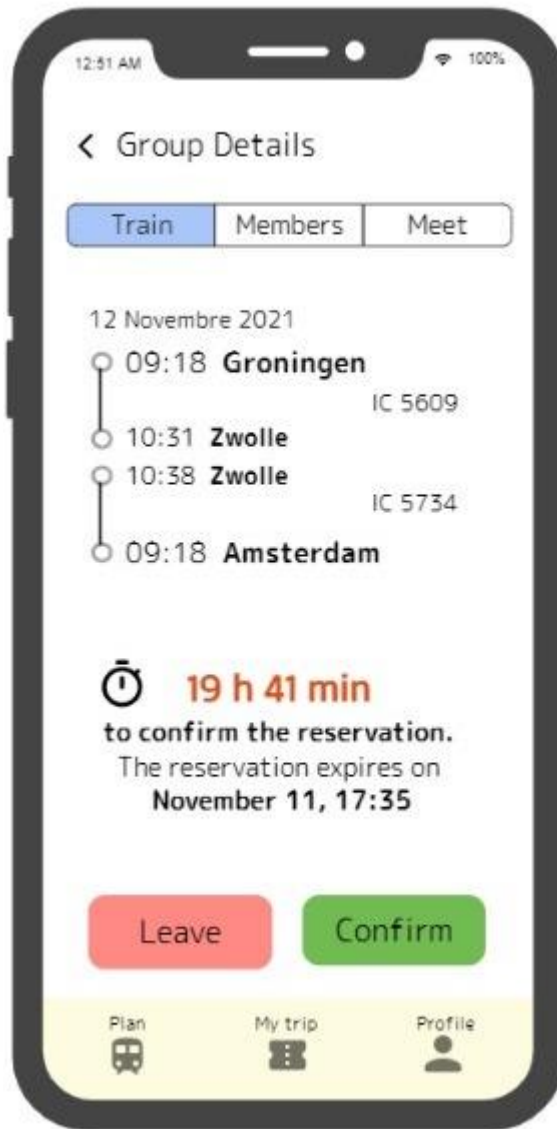 12:51 AM 100%
Group Details
Train Members Meet
12 Novembre 2021
09:18 Groningen
IC 5609
10:31 Zwolle
10:38 Zwolle
IC 5734
09:18 Amsterdam
19 h 41 min
to confirm the reservation.
The reservation expires on
November 11, 17:35
Leave Confirm
Plan My trip Profile